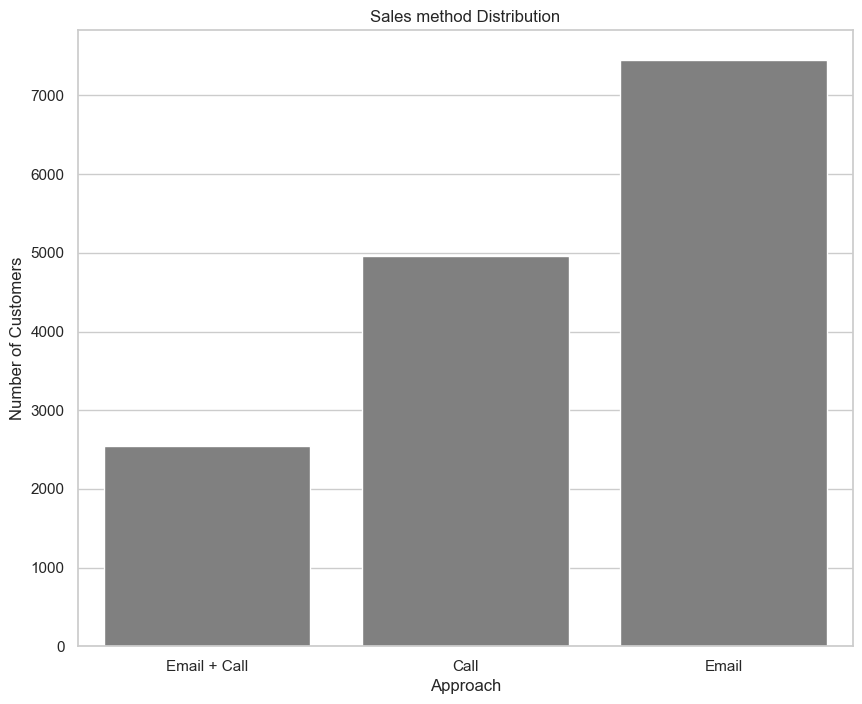 Sales method Distribution
Number of Customers
7000
6000
5000
4000
3000
2000
1000
0
Email + Call
Call
Email
Approach